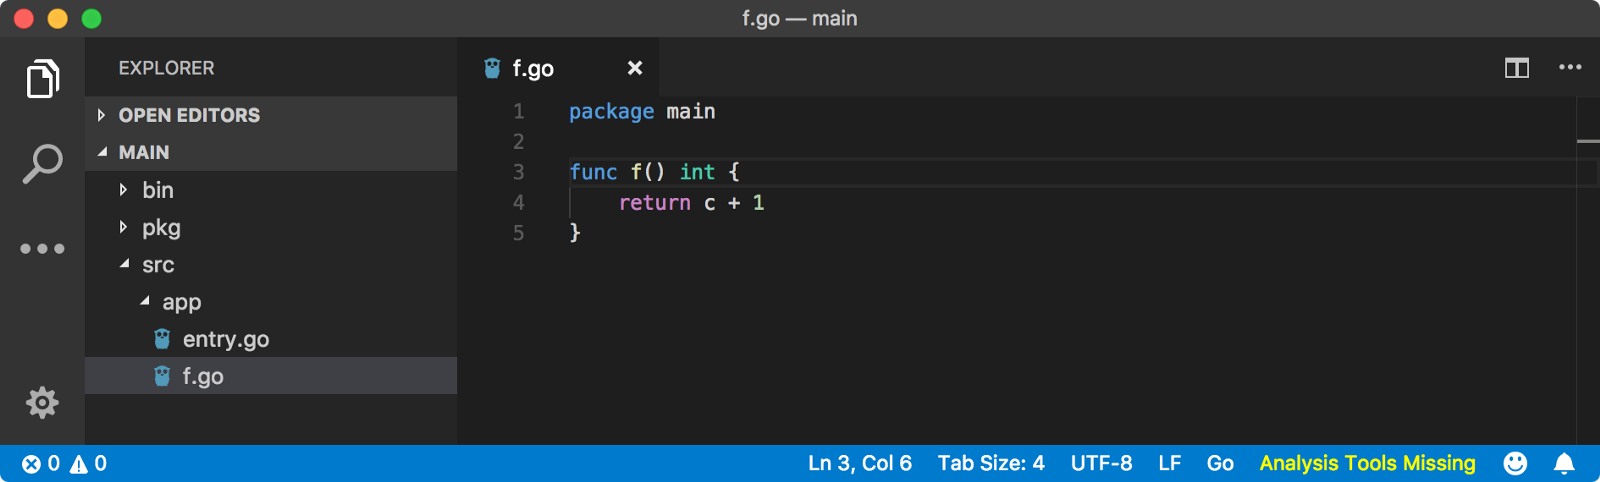 f.go — main
EXPLORER
OPEN EDITORS
MAIN
bin
pkg
src
app
entry.go
f.go
f.go
1 package main
2
3 func f() int {
4     return c + 1
5 }
0 0
Ln 3, Col 6 Tab Size: 4 UTF-8 LF Go Analysis Tools Missing